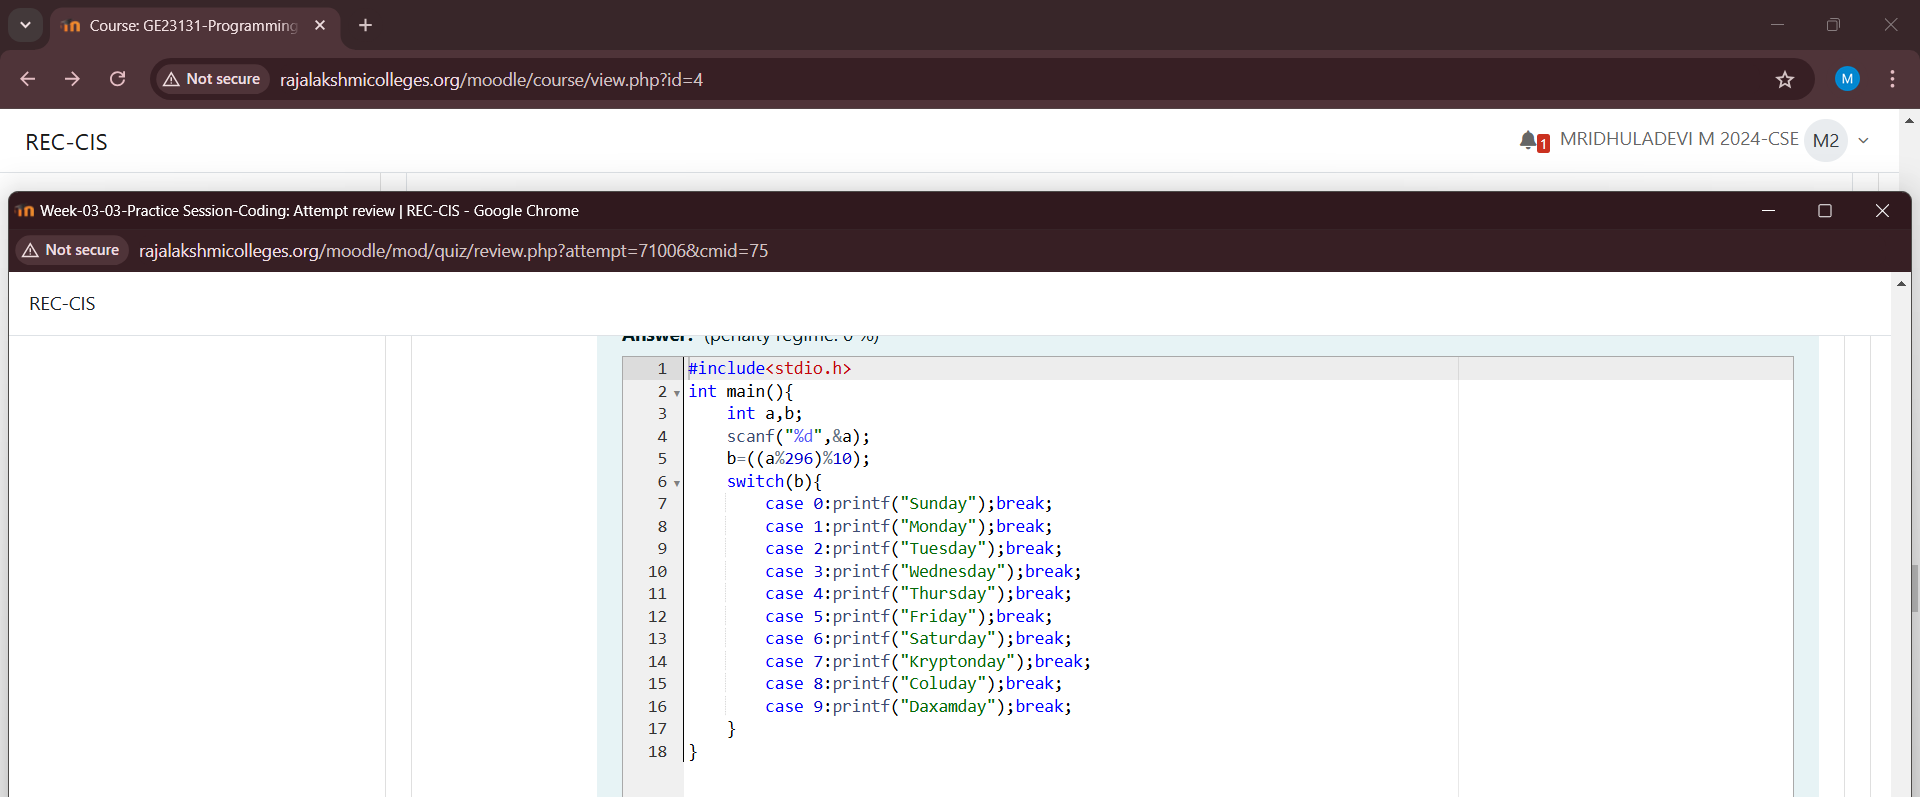 Course: GE23131-Programming
Not secure
rajalakshmicolleges.org/moodle/course/view.php?id=4
M
REC-CIS
1
MRIDHULADEVI M 2024-CSE
M2
Week-03-03-Practice Session-Coding: Attempt review | REC-CIS - Google Chrome
Not secure
rajalakshmicolleges.org/moodle/mod/quiz/review.php?attempt=71006&cmid=75
REC-CIS
Answer: (penalty regime: 0 %)
1 #include<stdio.h>
2 int main(){
3 int a,b;
4 scanf("%d",&a);
5 b=((a%296)%10);
6 switch(b){
7 case 0:printf("Sunday");break;
8 case 1:printf("Monday");break;
9 case 2:printf("Tuesday");break;
10 case 3:printf("Wednesday");break;
11 case 4:printf("Thursday");break;
12 case 5:printf("Friday");break;
13 case 6:printf("Saturday");break;
14 case 7:printf("Kryptonday");break;
15 case 8:printf("Coluday");break;
16 case 9:printf("Daxamday");break;
17 }
18 }